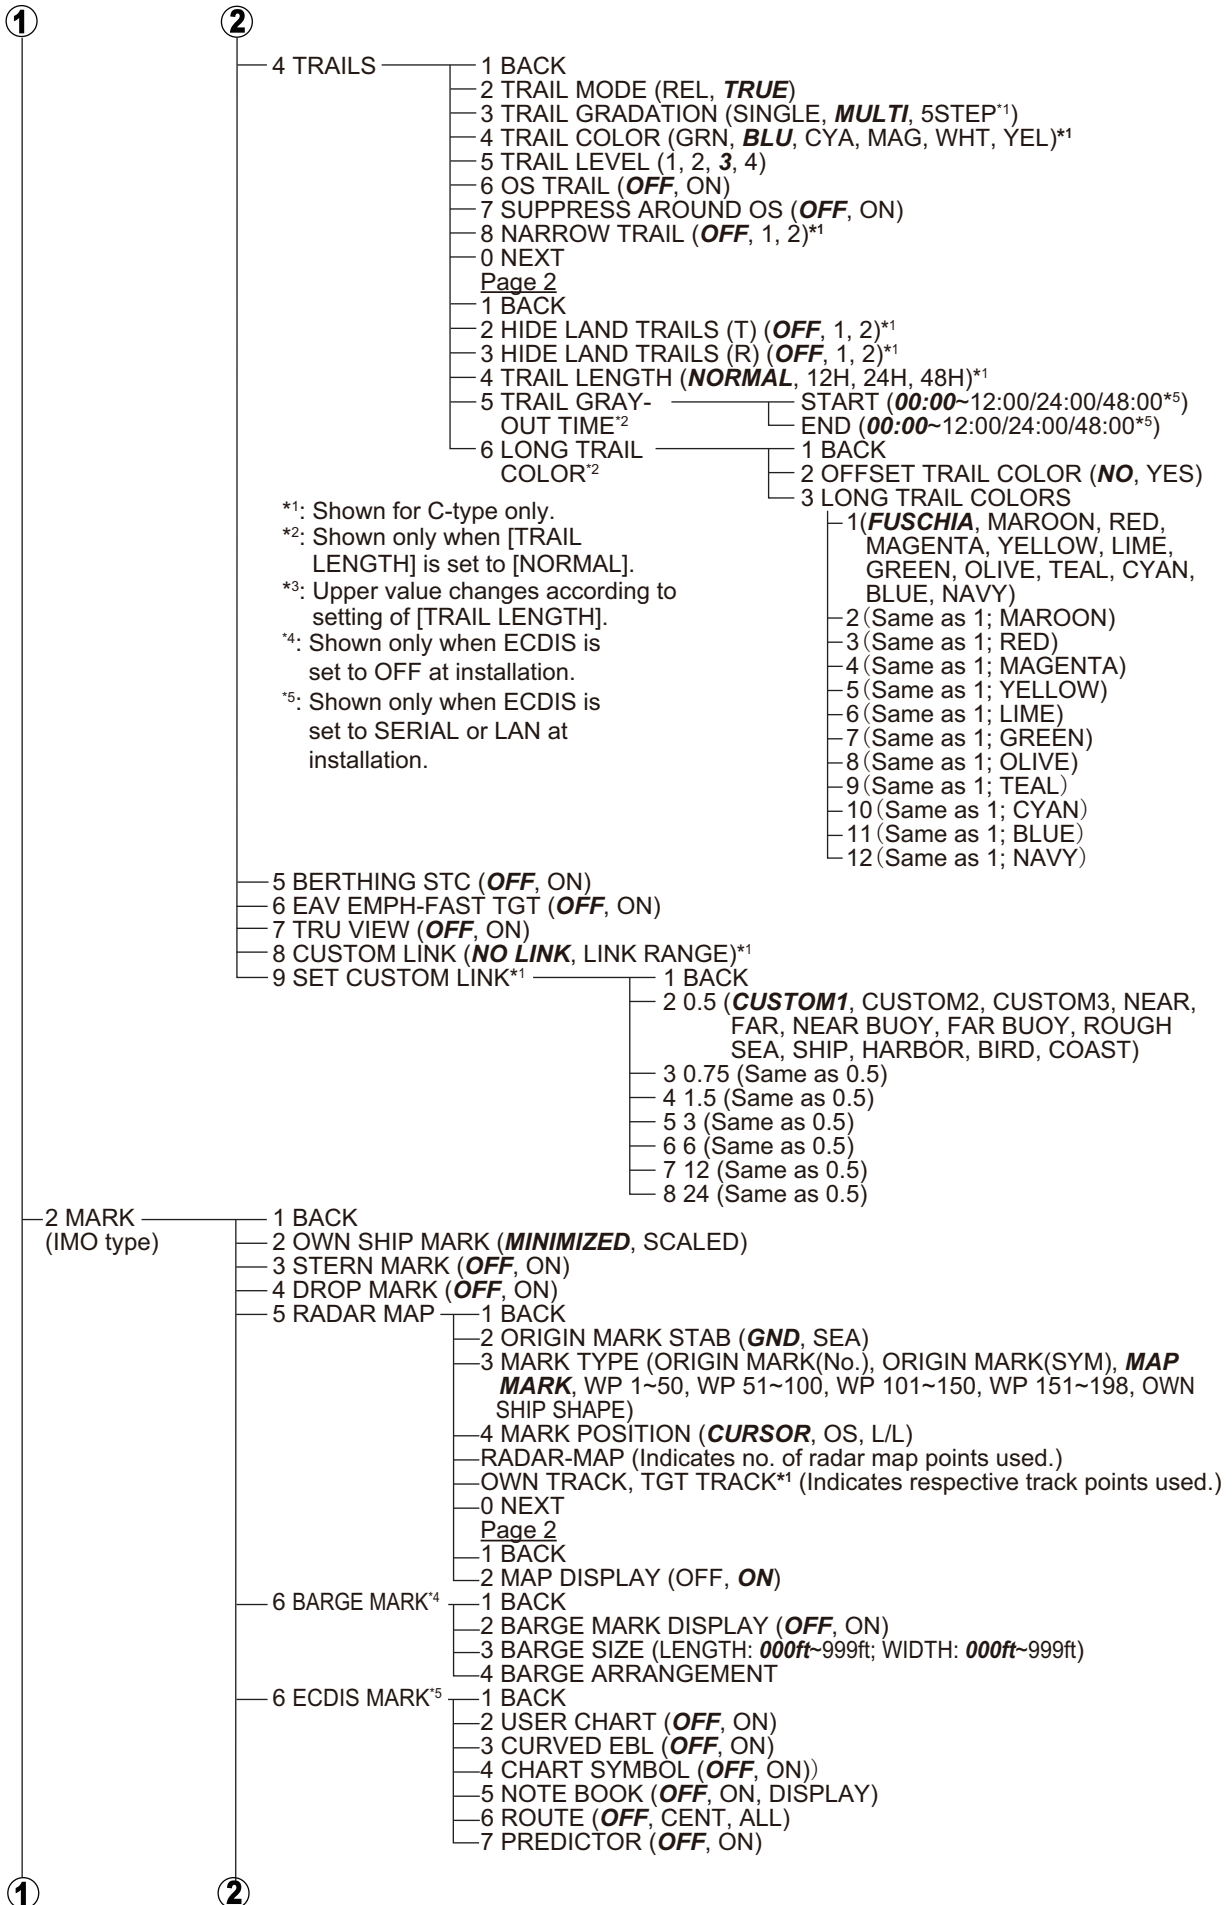 1
2
4 TRAILS
1 BACK
2 TRAIL MODE (REL, TRUE)
3 TRAIL GRADATION (SINGLE, MULTI, 5STEP*1)
4 TRAIL COLOR (GRN, BLU, CYA, MAG, WHT, YEL)*1
5 TRAIL LEVEL (1, 2, 3, 4)
6 OS TRAIL (OFF, ON)
7 SUPPRESS AROUND OS (OFF, ON)
8 NARROW TRAIL (OFF, 1, 2)*1
0 NEXT
Page 2
1 BACK
2 HIDE LAND TRAILS (T) (OFF, 1, 2)*1
3 HIDE LAND TRAILS (R) (OFF, 1, 2)*1
4 TRAIL LENGTH (NORMAL, 12H, 24H, 48H)*1
5 TRAIL GRAY-
OUT TIME*2
START (00:00~12:00/24:00/48:00*5)
END (00:00~12:00/24:00/48:00*5)
6 LONG TRAIL
COLOR*2
1 BACK
2 OFFSET TRAIL COLOR (NO, YES)
3 LONG TRAIL COLORS
1(FUSCHIA, MAROON, RED,
MAGENTA, YELLOW, LIME,
GREEN, OLIVE, TEAL, CYAN,
BLUE, NAVY)
2(Same as 1; MAROON)
3(Same as 1; RED)
4(Same as 1; MAGENTA)
5(Same as 1; YELLOW)
6(Same as 1; LIME)
7(Same as 1; GREEN)
8(Same as 1; OLIVE)
9(Same as 1; TEAL)
10(Same as 1; CYAN)
11(Same as 1; BLUE)
12(Same as 1; NAVY)
*1: Shown for C-type only.
*2: Shown only when [TRAIL
LENGTH] is set to [NORMAL].
*3: Upper value changes according to
setting of [TRAIL LENGTH].
*4: Shown only when ECDIS is
set to OFF at installation.
*5: Shown only when ECDIS is
set to SERIAL or LAN at
installation.
5 BERTHING STC (OFF, ON)
6 EAV EMPH-FAST TGT (OFF, ON)
7 TRU VIEW (OFF, ON)
8 CUSTOM LINK (NO LINK, LINK RANGE)*1
9 SET CUSTOM LINK*1
1 BACK
2 0.5 (CUSTOM1, CUSTOM2, CUSTOM3, NEAR,
FAR, NEAR BUOY, FAR BUOY, ROUGH
SEA, SHIP, HARBOR, BIRD, COAST)
3 0.75 (Same as 0.5)
4 1.5 (Same as 0.5)
5 3 (Same as 0.5)
6 6 (Same as 0.5)
7 12 (Same as 0.5)
8 24 (Same as 0.5)
2 MARK
(IMO type)
1 BACK
2 OWN SHIP MARK (MINIMIZED, SCALED)
3 STERN MARK (OFF, ON)
4 DROP MARK (OFF, ON)
5 RADAR MAP
1 BACK
2 ORIGIN MARK STAB (GND, SEA)
3 MARK TYPE (ORIGIN MARK(No.), ORIGIN MARK(SYM), MAP
MARK, WP 1~50, WP 51~100, WP 101~150, WP 151~198, OWN
SHIP SHAPE)
4 MARK POSITION (CURSOR, OS, L/L)
RADAR-MAP (Indicates no. of radar map points used.)
OWN TRACK, TGT TRACK*1 (Indicates respective track points used.)
0 NEXT
Page 2
1 BACK
2 MAP DISPLAY (OFF, ON)
6 BARGE MARK*4
1 BACK
2 BARGE MARK DISPLAY (OFF, ON)
3 BARGE SIZE (LENGTH: 000ft~999ft; WIDTH: 000ft~999ft)
4 BARGE ARRANGEMENT
6 ECDIS MARK*5
1 BACK
2 USER CHART (OFF, ON)
3 CURVED EBL (OFF, ON)
4 CHART SYMBOL (OFF, ON))
5 NOTE BOOK (OFF, ON, DISPLAY)
6 ROUTE (OFF, CENT, ALL)
7 PREDICTOR (OFF, ON)
1
2